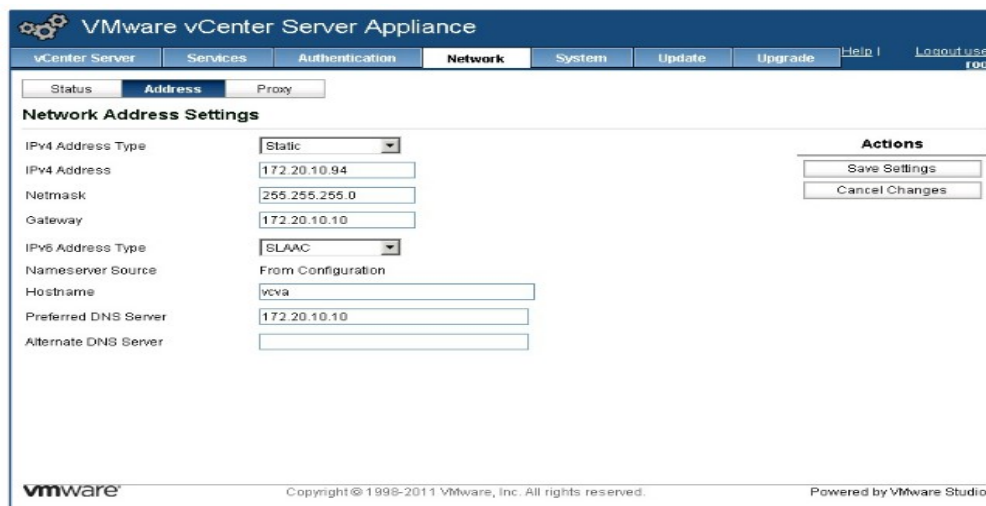 VMware vCenter Server Appliance
vCenter Server Services Authentication Network System Update Upgrade Help | Logout use
roo
Status Address Proxy
Network Address Settings
IPv4 Address Type Static
IPv4 Address 172.20.10.94
Netmask 255.255.255.0
Gateway 172.20.10.10
IPv6 Address Type SLAAC
Nameserver Source From Configuration
Hostname vcva
Preferred DNS Server 172.20.10.10
Alternate DNS Server
Actions
Save Settings
Cancel Changes
vmware Copyright © 1998-2011 VMware, Inc. All rights reserved. Powered by VMware Studio